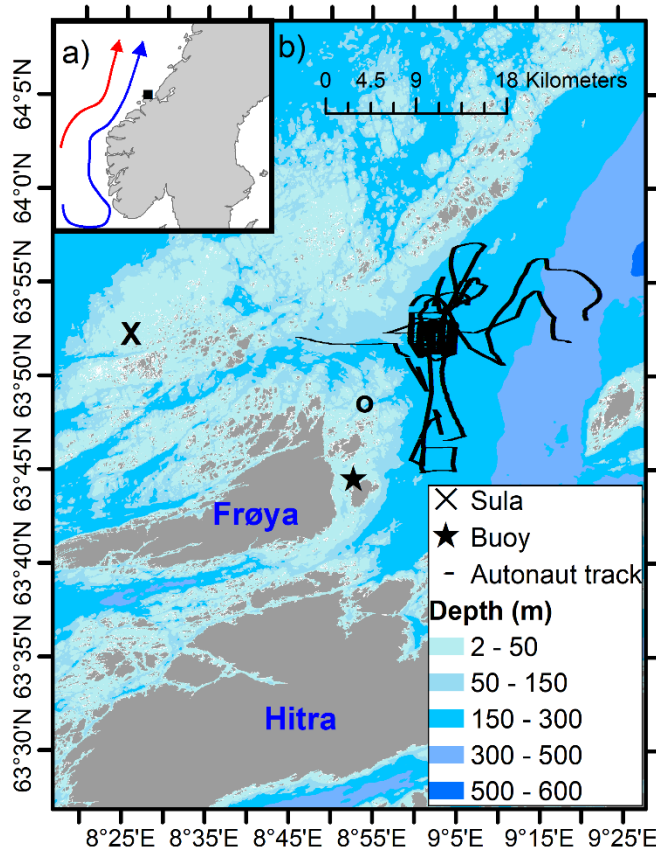 a)
b)
0 4.5 9 18 Kilometers
64°5'N
64°0'N
63°55'N
63°50'N
63°45'N
63°40'N
63°35'N
63°30'N
X
o
Frøya
Hitra
Sula
Buoy
Autonaut track
Depth (m)
2 - 50
50 - 150
150 - 300
300 - 500
500 - 600
8°25'E 8°35'E 8°45'E 8°55'E 9°5'E 9°15'E 9°25'E